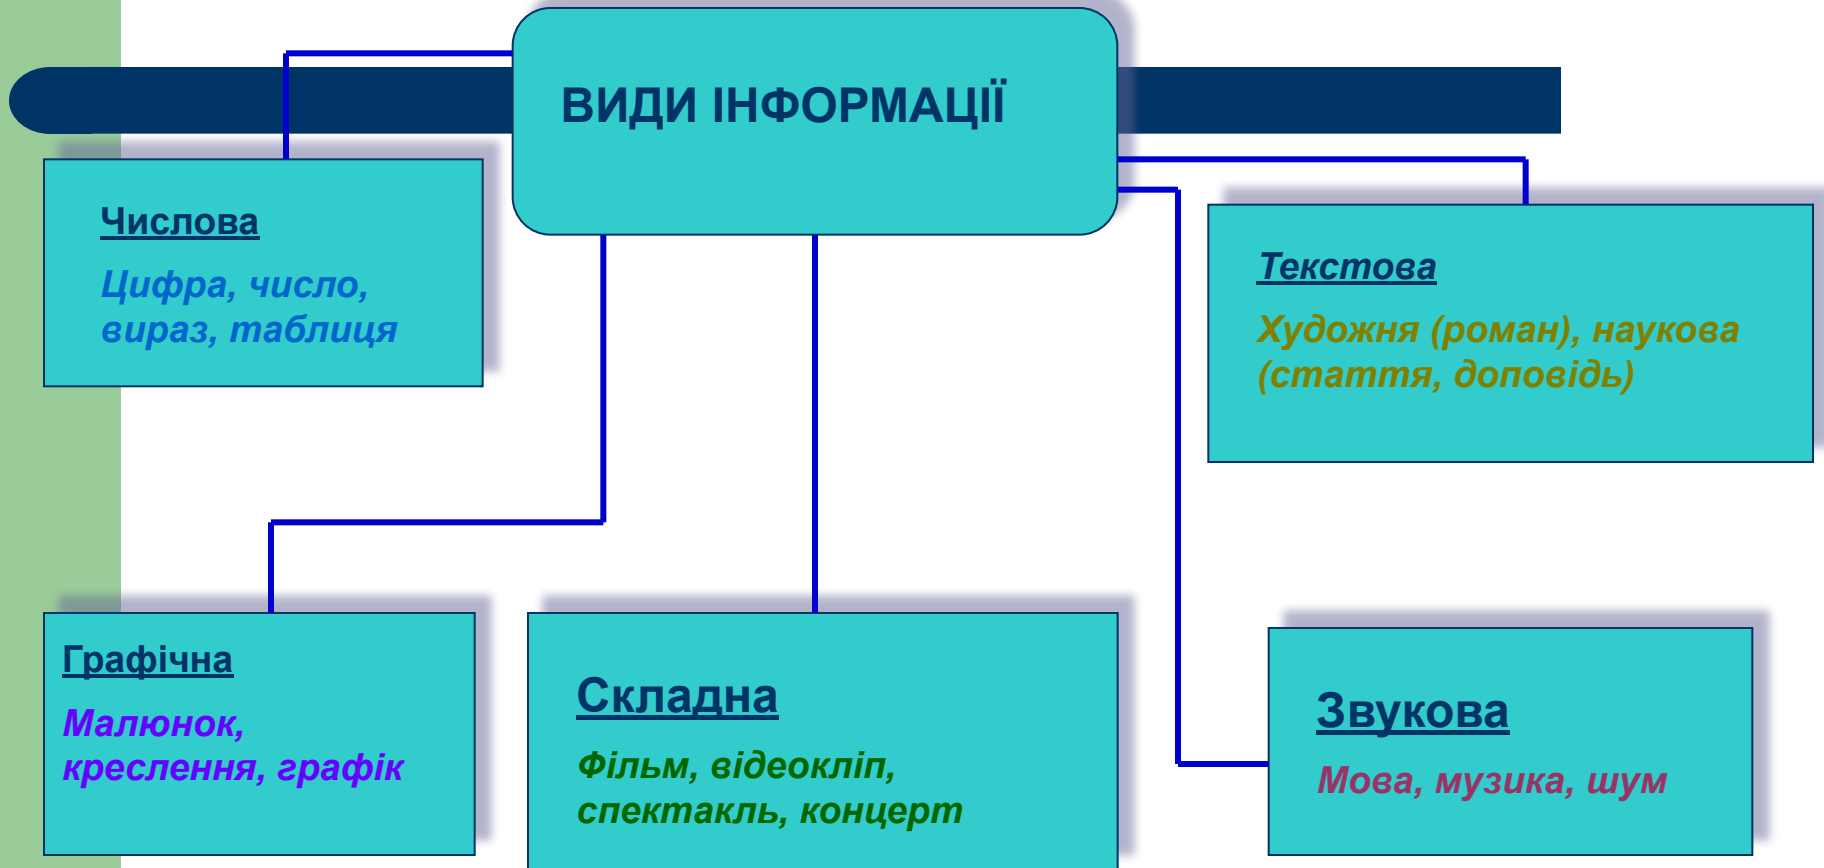 ВИДИ ІНФОРМАЦІЇ
Числова
Цифра, число,
вираз, таблиця
Текстова
Художня (роман), наукова
(стаття, доповідь)
Графічна
Малюнок,
креслення, графік
Складна
Фільм, відеокліп,
спектакль, концерт
Звукова
Мова, музика, шум